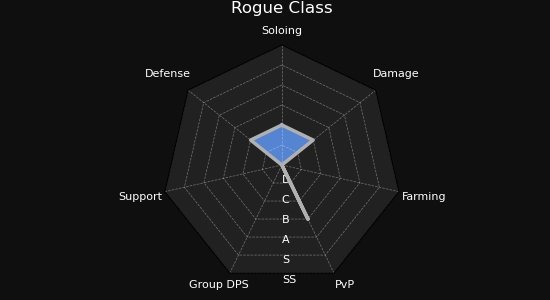 Rogue Class
Soloing
Defense
Damage
D
Support
C
Farming
B
A
S
SS
Group DPS
PvP